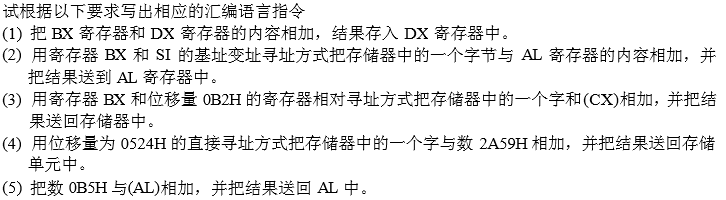 试根据以下要求写出相应的汇编语言指令
(1) 把 BX 寄存器和 DX 寄存器的内容相加，结果存入 DX 寄存器中。
(2) 用寄存器 BX 和 SI 的基址变址寻址方式把存储器中的一个字节与 AL 寄存器的内容相加，并
把结果送到 AL 寄存器中。
(3) 用寄存器 BX 和位移量 0B2H 的寄存器相对寻址方式把存储器中的一个字和(CX)相加，并把结
果送回存储器中。
(4) 用位移量为 0524H 的直接寻址方式把存储器中的一个字与数 2A59H 相加，并把结果送回存储
单元中。
(5) 把数 0B5H 与(AL)相加，并把结果送回 AL 中。